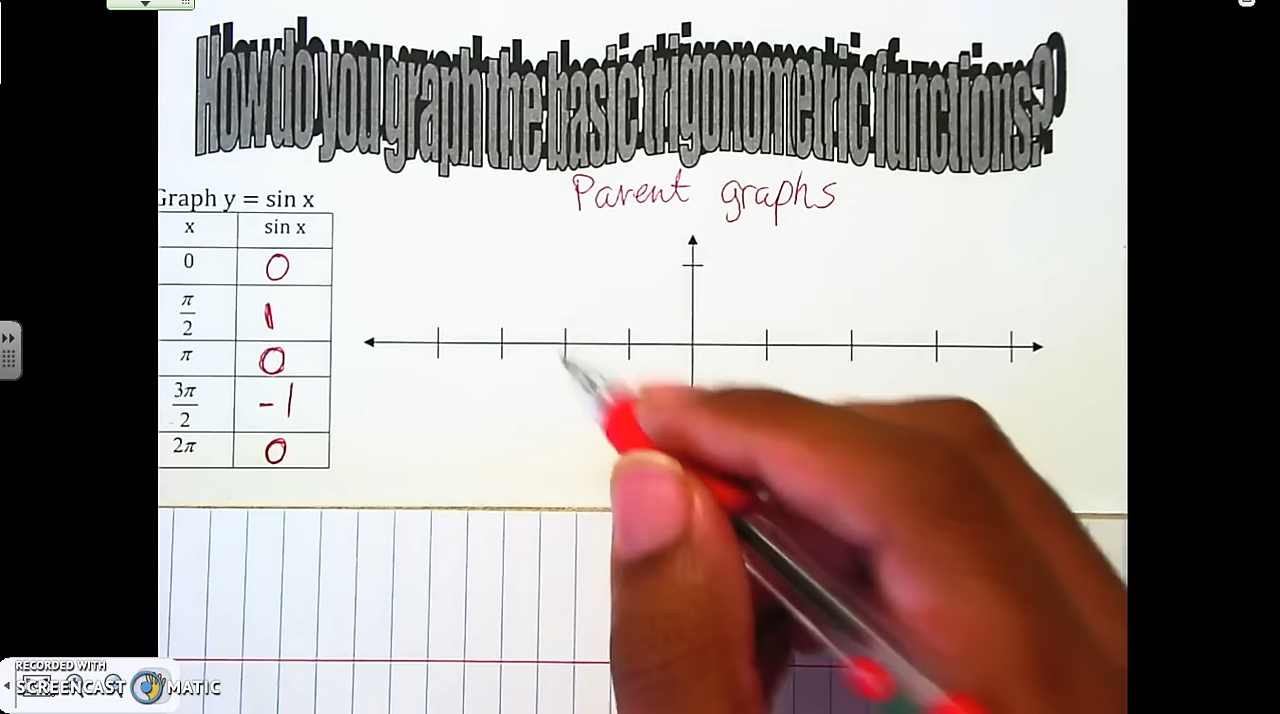 How do you graph the basic trigonometric functions?
Parent graphs
Graph y = sin x
x sin x
0 0
π/2 1
π 0
3π/2 -1
2π 0
RECORDED WITH
SCREENCAST MATIC